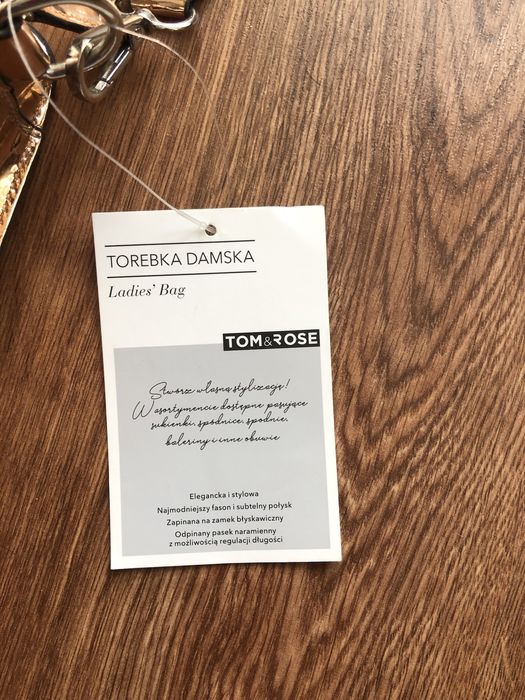 TOREBKA DAMSKA
Ladies' Bag
TOM&ROSE
Stwórz własną stylizację!
W asortymencie dostępne pasujące
sukienki, spódnice, spodnie,
baleriny i inne obuwie
Elegancka i stylowa
Najmodniejszy fason i subtelny połysk
Zapinana na zamek błyskawiczny
Odpinany pasek naramienny
z możliwością regulacji długości